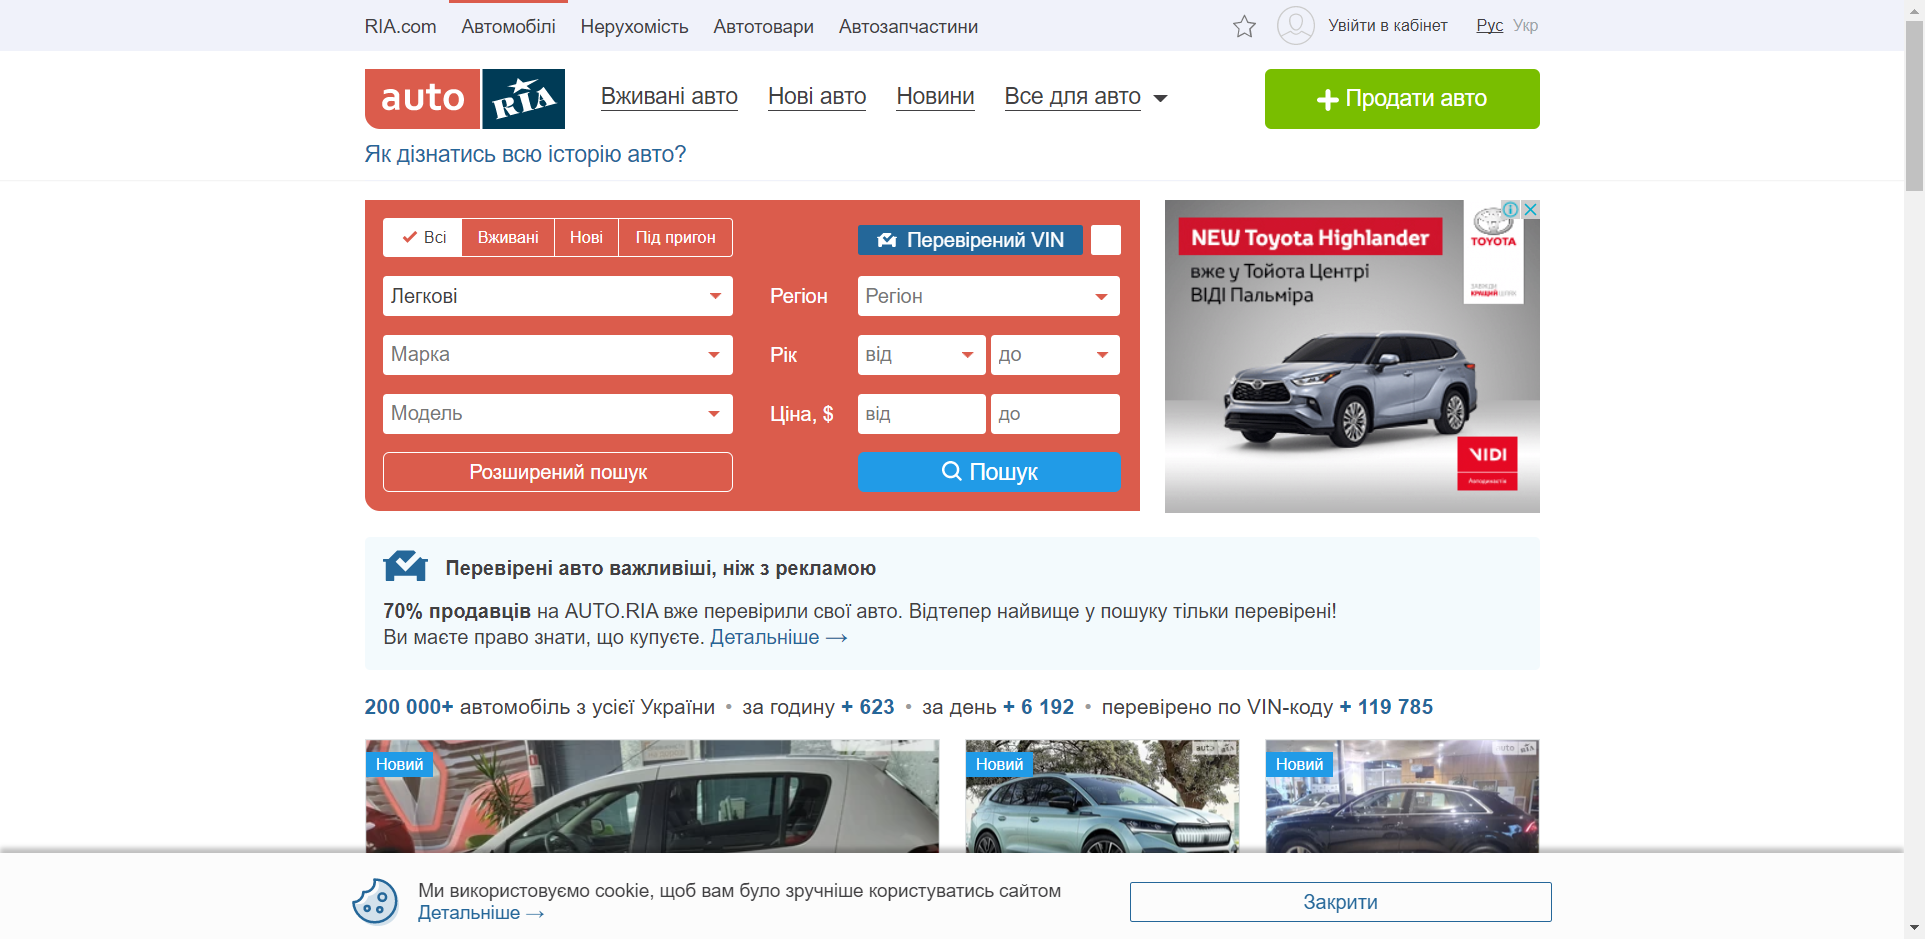 RIA.com Автомобілі Нерухомість Автотовари Автозапчастини Увійти в кабінет Рус Укр
auto RIA Вживані авто Нові авто Новини Все для авто Продати авто
Як дізнатись всю історію авто?
Всі Вживані Нові Під пригон Перевірений VIN
Легкові Регіон Регіон
Марка Рік від до
Модель Ціна, $ від до
Розширений пошук Пошук
NEW Toyota Highlander
вже у Тойота Центрі
ВІДІ Пальміра
TOYOTA
VIDI
Перевірені авто важливіші, ніж з рекламою
70% продавців на AUTO.RIA вже перевірили свої авто. Відтепер найвище у пошуку тільки перевірені!
Ви маєте право знати, що купуєте. Детальніше →
200 000+ автомобіль з усієї України • за годину + 623 • за день + 6 192 • перевірено по VIN-коду + 119 785
Новий Новий Новий
Ми використовуємо cookie, щоб вам було зручніше користуватись сайтом
Детальніше →
Закрити